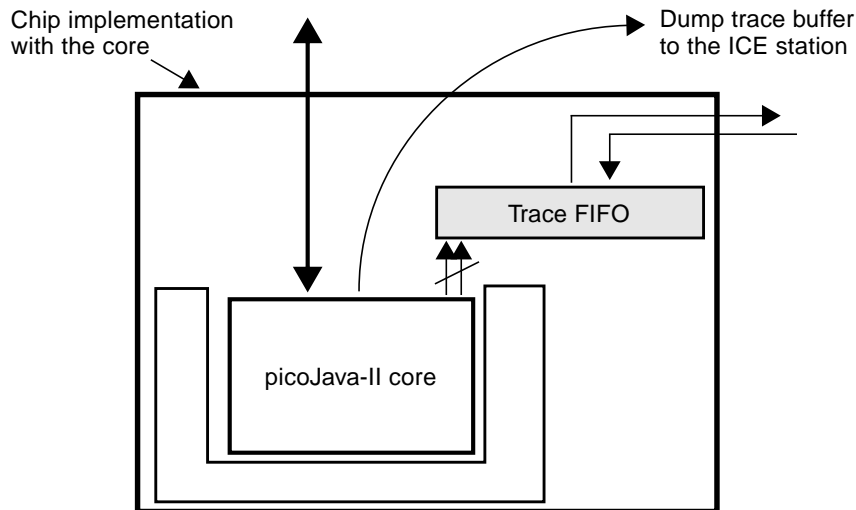 Chip implementation
with the core
Dump trace buffer
to the ICE station
Trace FIFO
picoJava-II core